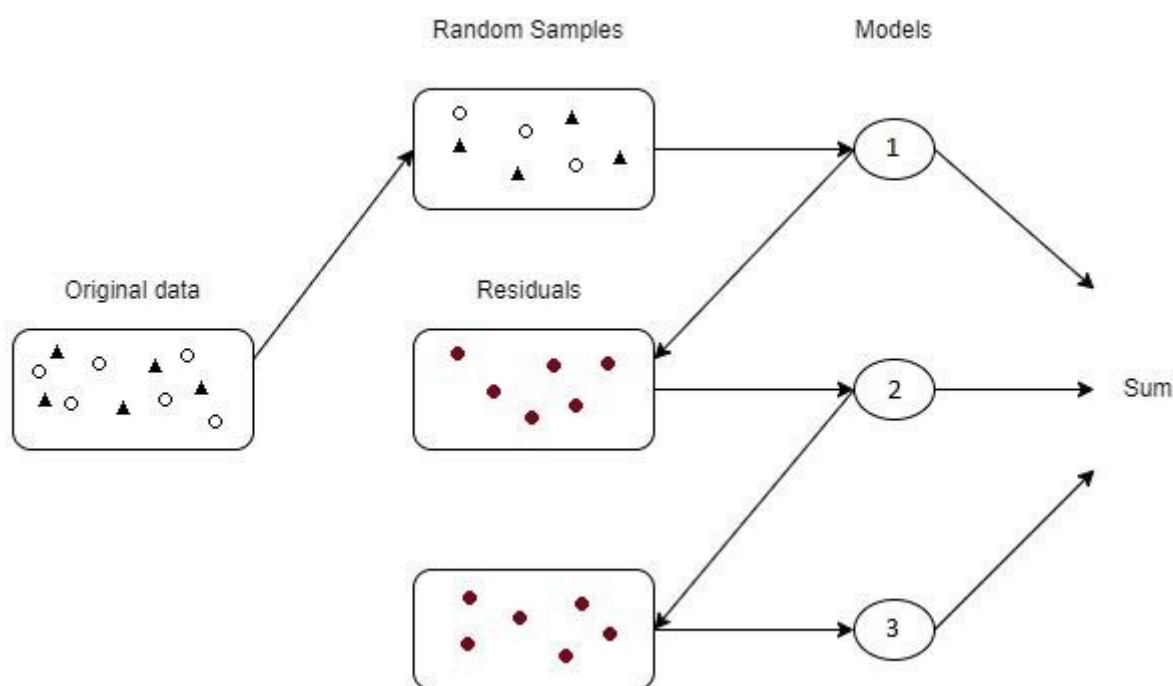 Random Samples
Models
1
Original data
Residuals
2
Sum
3